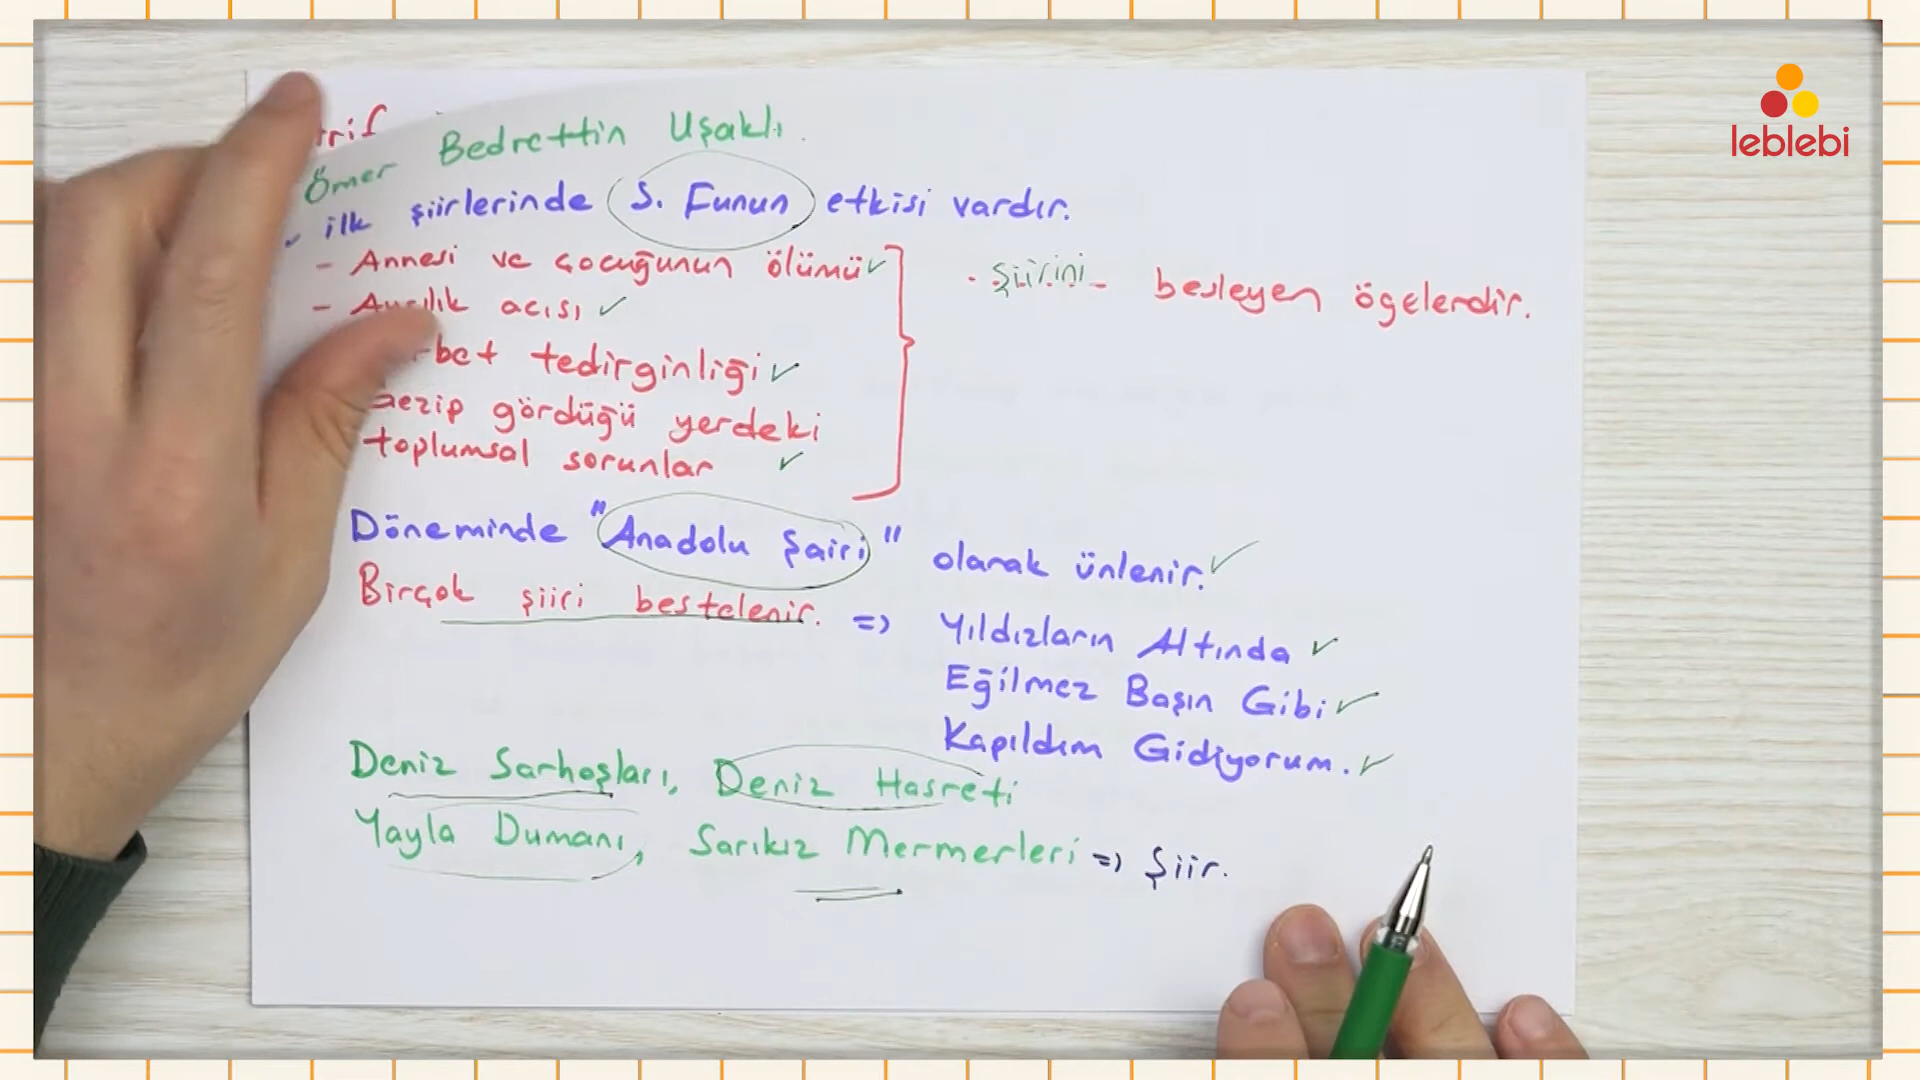 leblebi
Ömer Bedrettin Uşaklı.
ilk şiirlerinde S. Funun etkisi vardır.
- Annesi ve çocuğunun ölümü
- acısı
- Şiirini - besleyen ögelerdir.
tedirginliği
gezip gördüğü yerdeki
toplumsal sorunlar
Döneminde "Anadolu Şairi" olarak ünlenir.
Birçok şiiri bestelenir. => Yıldızların Altında
Eğilmez Başın Gibi
Kapıldım Gidiyorum.
Deniz Sarhoşları, Deniz Hasreti
Yayla Dumanı, Sarıkız Mermerleri => Şiir.